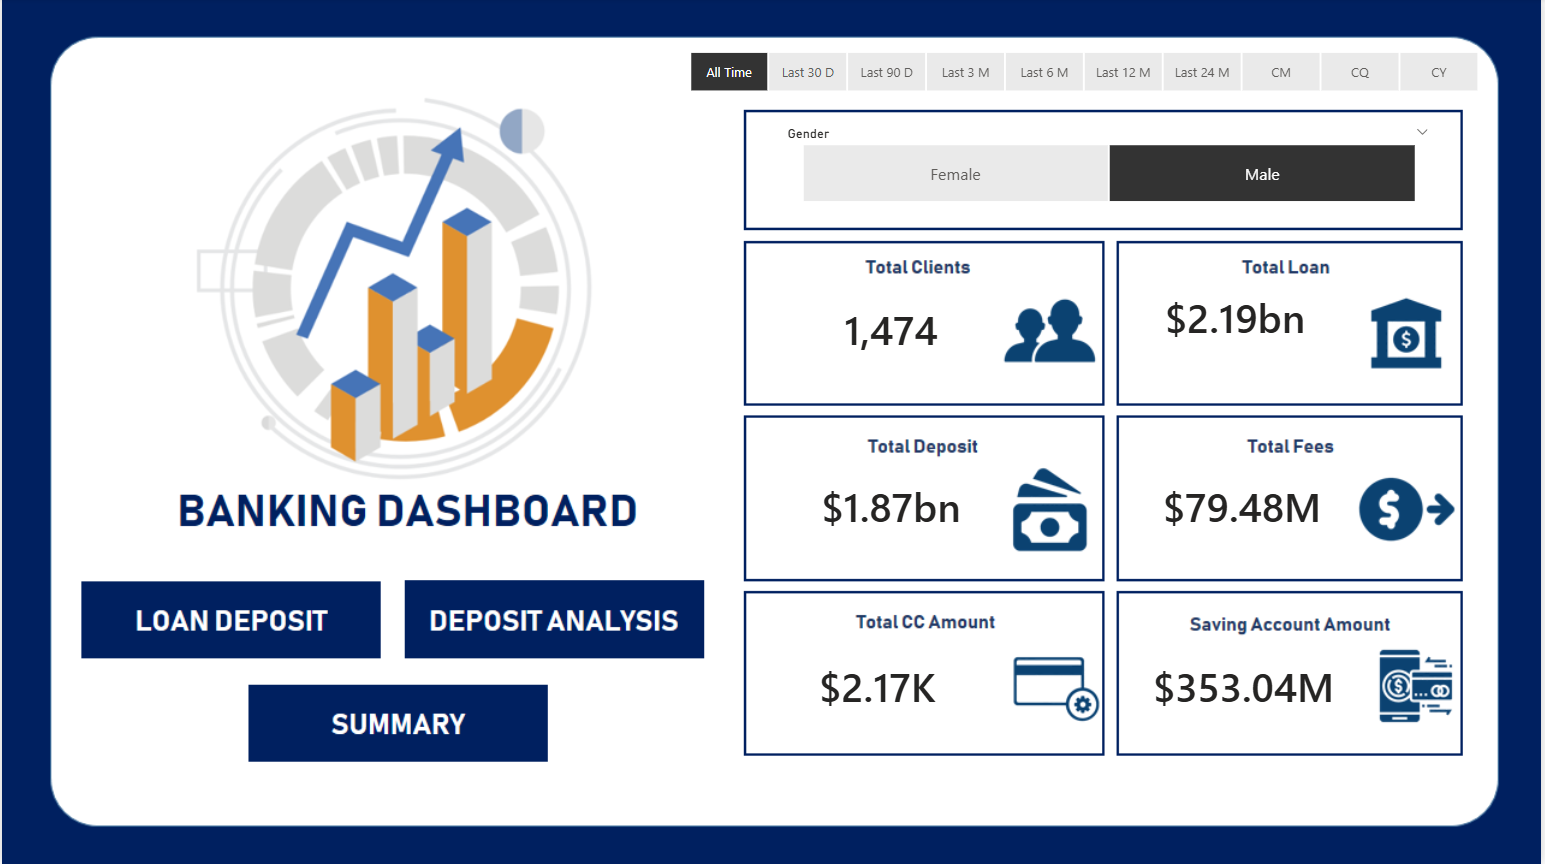 All Time Last 30 D Last 90 D Last 3 M Last 6 M Last 12 M Last 24 M CM CQ CY
Gender
Female Male
Total Clients
1,474
Total Loan
$2.19bn
Total Deposit
$1.87bn
Total Fees
$79.48M
Total CC Amount
$2.17K
Saving Account Amount
$353.04M
BANKING DASHBOARD
LOAN DEPOSIT
DEPOSIT ANALYSIS
SUMMARY